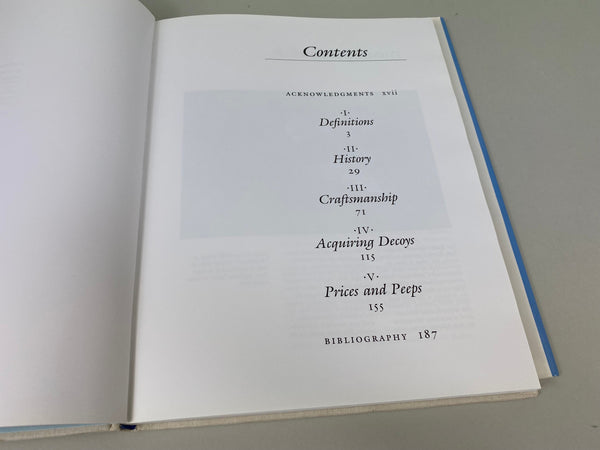 Contents
ACKNOWLEDGMENTS xvii
·I·
Definitions
3
·II·
History
29
·III·
Craftsmanship
71
·IV·
Acquiring Decoys
115
·V·
Prices and Peeps
155
BIBLIOGRAPHY 187